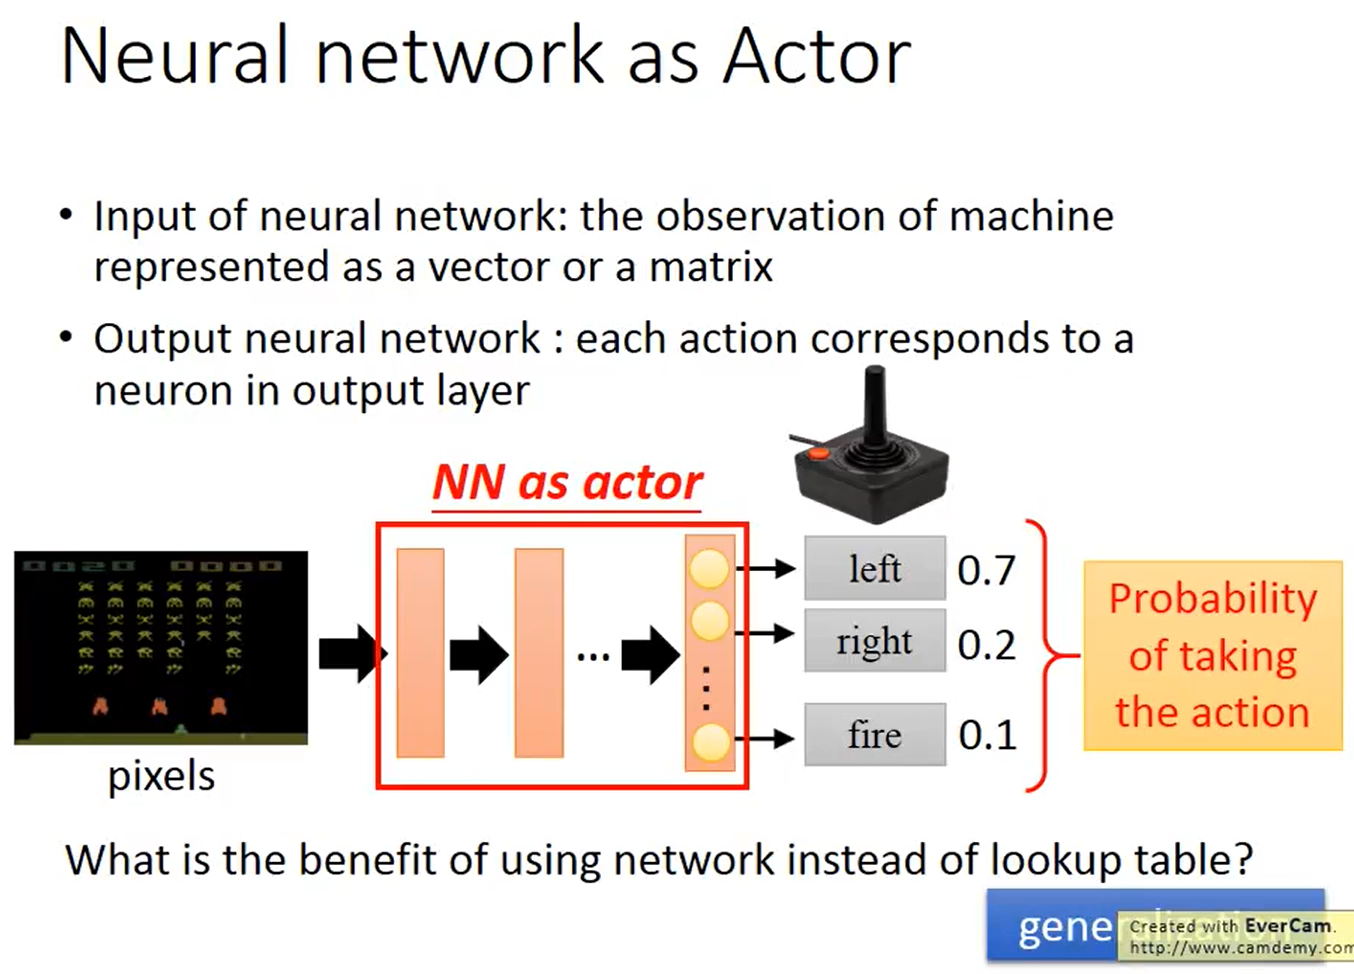 Neural network as Actor
• Input of neural network: the observation of machine
represented as a vector or a matrix
• Output neural network : each action corresponds to a
neuron in output layer
NN as actor
left 0.7
right 0.2
fire 0.1
...
Probability
of taking
the action
pixels
What is the benefit of using network instead of lookup table?
generalization
Created with EverCam.
http://www.camdemy.com